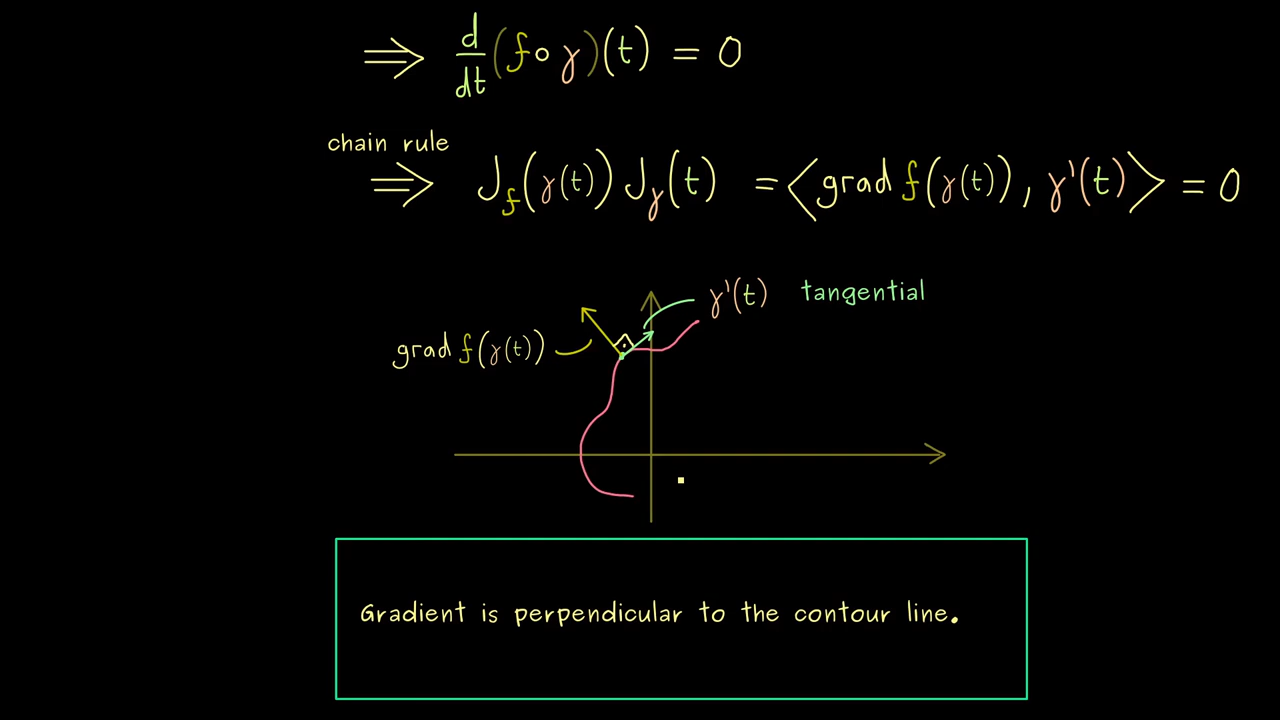 ⟹ d/dt (f∘γ)(t) = 0
chain rule
⟹ J_f(γ(t)) J_γ(t) = ⟨grad f(γ(t)), γ'(t)⟩ = 0
γ'(t) tangential
grad f(γ(t))
Gradient is perpendicular to the contour line.